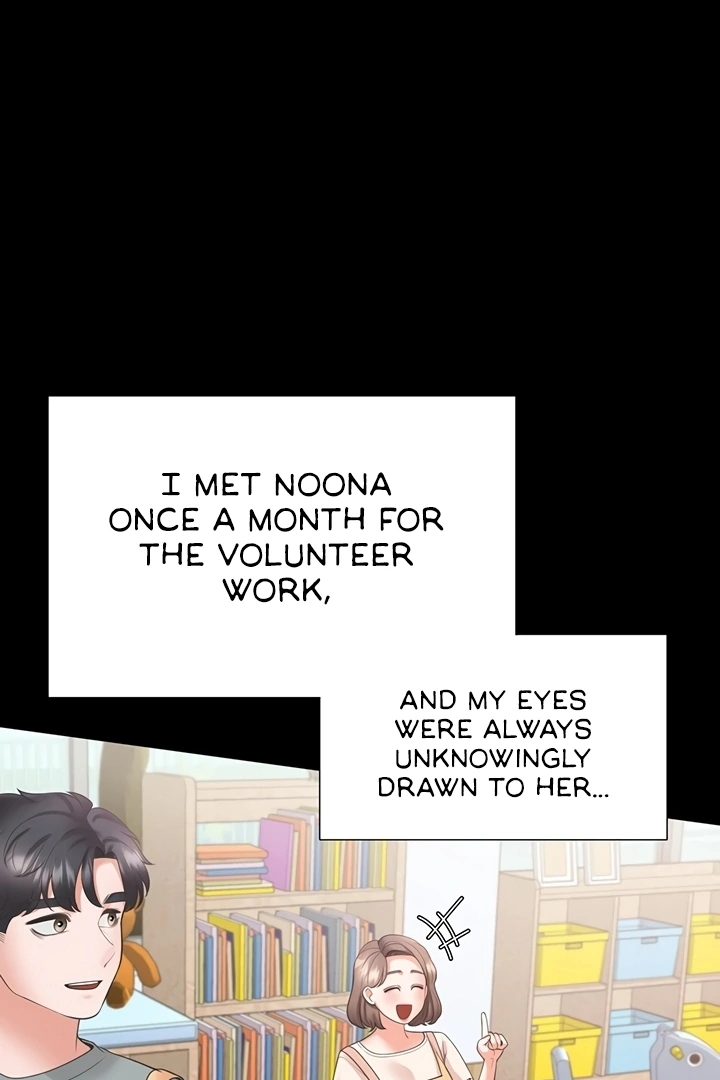 I MET NOONA
ONCE A MONTH FOR
THE VOLUNTEER
WORK,
AND MY EYES
WERE ALWAYS
UNKNOWINGLY
DRAWN TO HER...